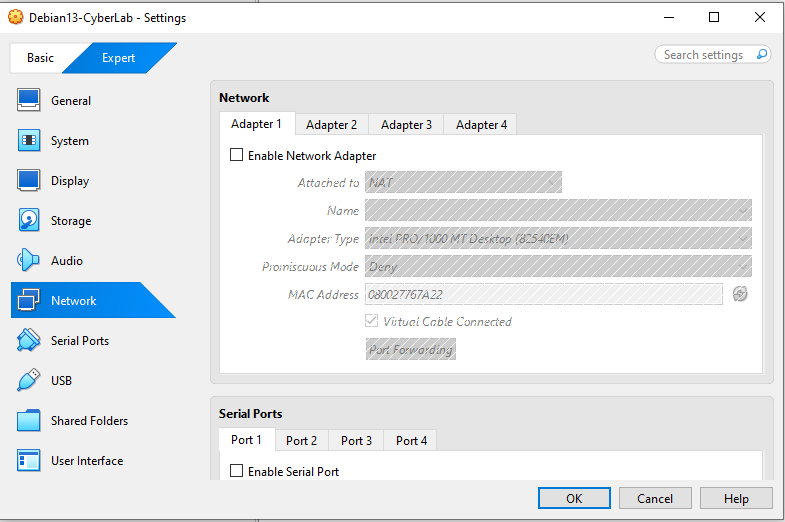 Debian13-CyberLab - Settings
Basic Expert
Search settings
General
System
Display
Storage
Audio
Network
Serial Ports
USB
Shared Folders
User Interface
Network
Adapter 1 Adapter 2 Adapter 3 Adapter 4
Enable Network Adapter
Attached to NAT
Name
Adapter Type Intel PRO/1000 MT Desktop (82540EM)
Promiscuous Mode Deny
MAC Address 080027767A22
Virtual Cable Connected
Port Forwarding
Serial Ports
Port 1 Port 2 Port 3 Port 4
Enable Serial Port
OK Cancel Help